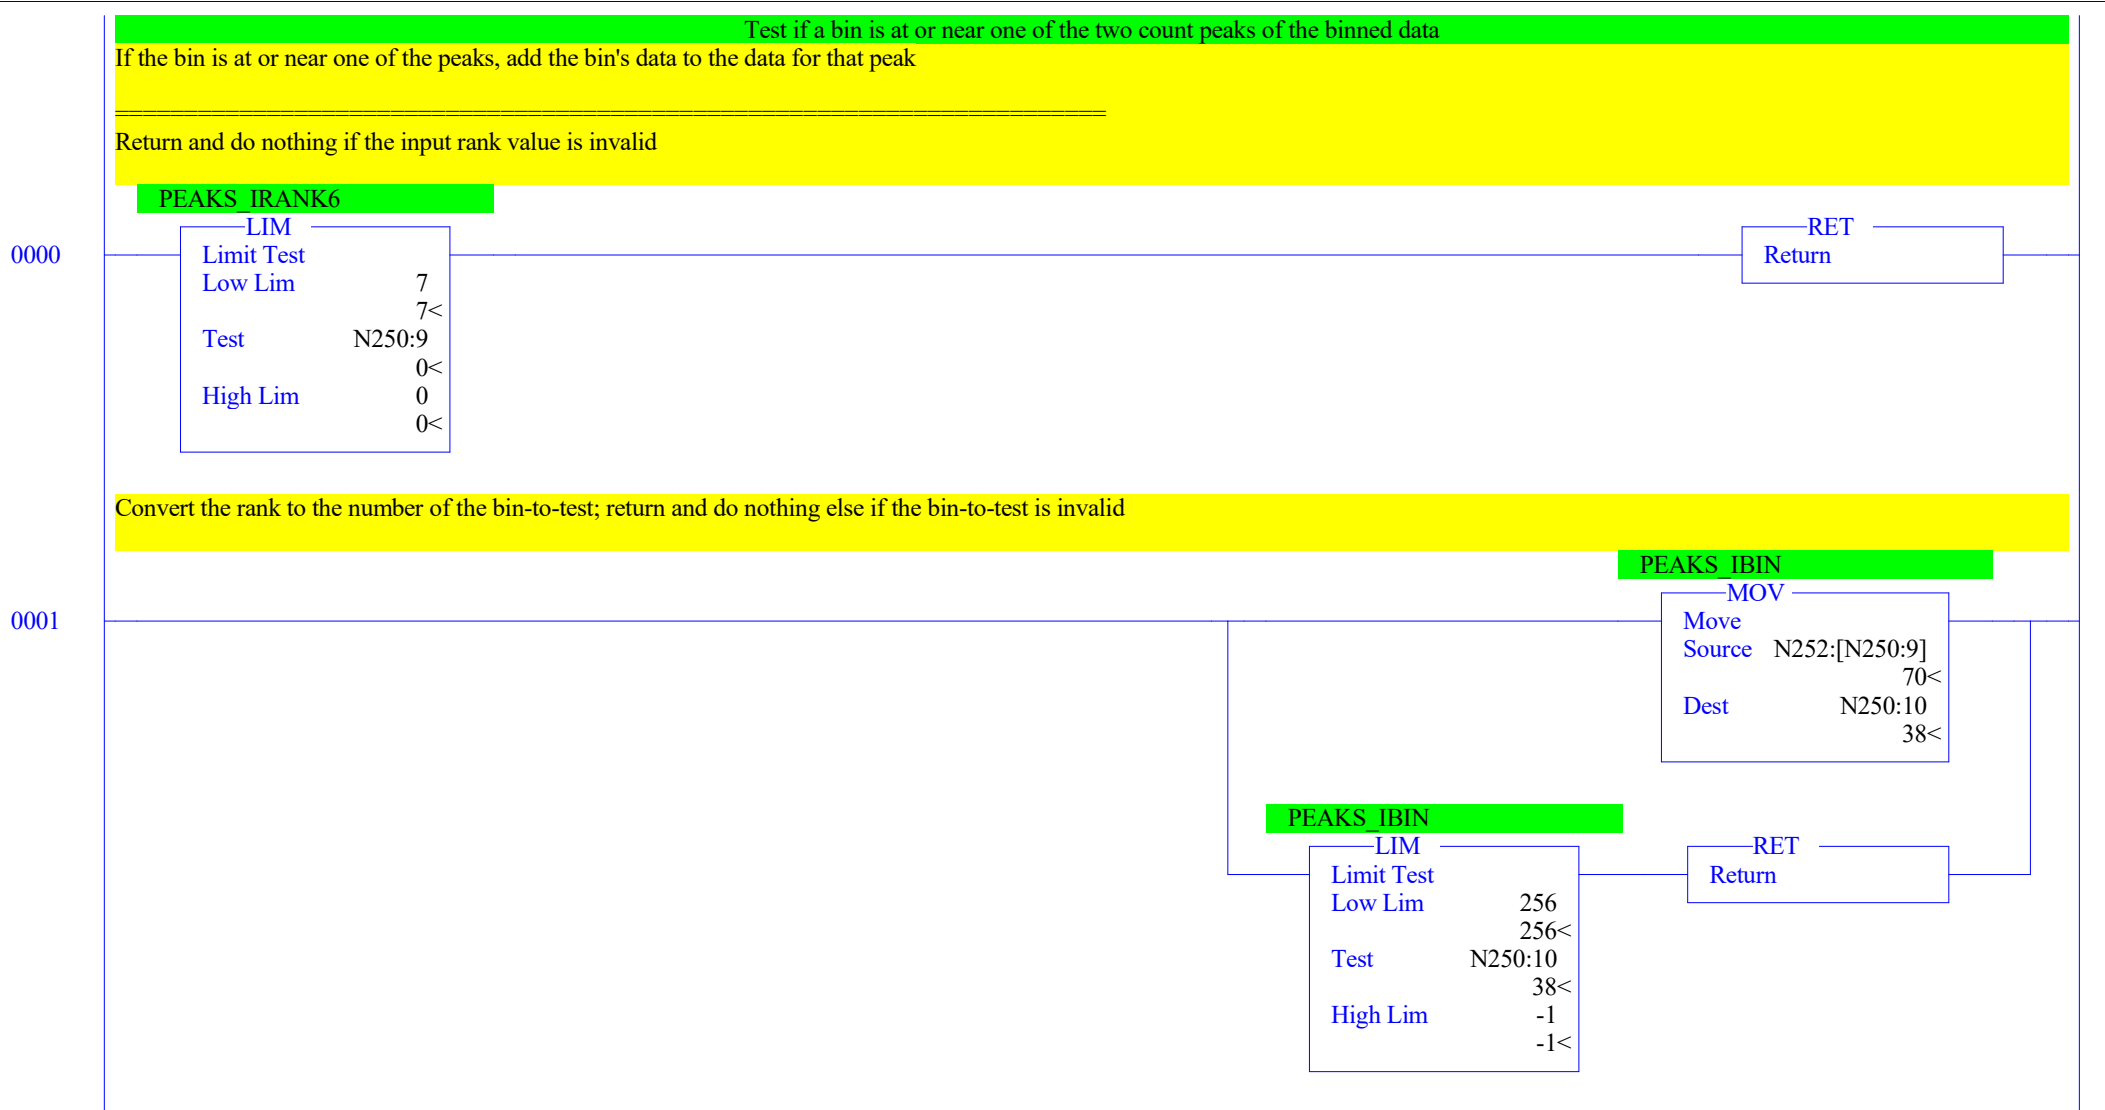 Test if a bin is at or near one of the two count peaks of the binned data
If the bin is at or near one of the peaks, add the bin's data to the data for that peak
========================================================================
Return and do nothing if the input rank value is invalid
PEAKS_IRANK6
LIM
RET
0000
Limit Test
Return
Low Lim 7
7<
Test N250:9
0<
High Lim 0
0<
Convert the rank to the number of the bin-to-test; return and do nothing else if the bin-to-test is invalid
PEAKS_IBIN
MOV
0001
Move
Source N252:[N250:9]
70<
Dest N250:10
38<
PEAKS_IBIN
LIM
RET
Limit Test
Return
Low Lim 256
256<
Test N250:10
38<
High Lim -1
-1<